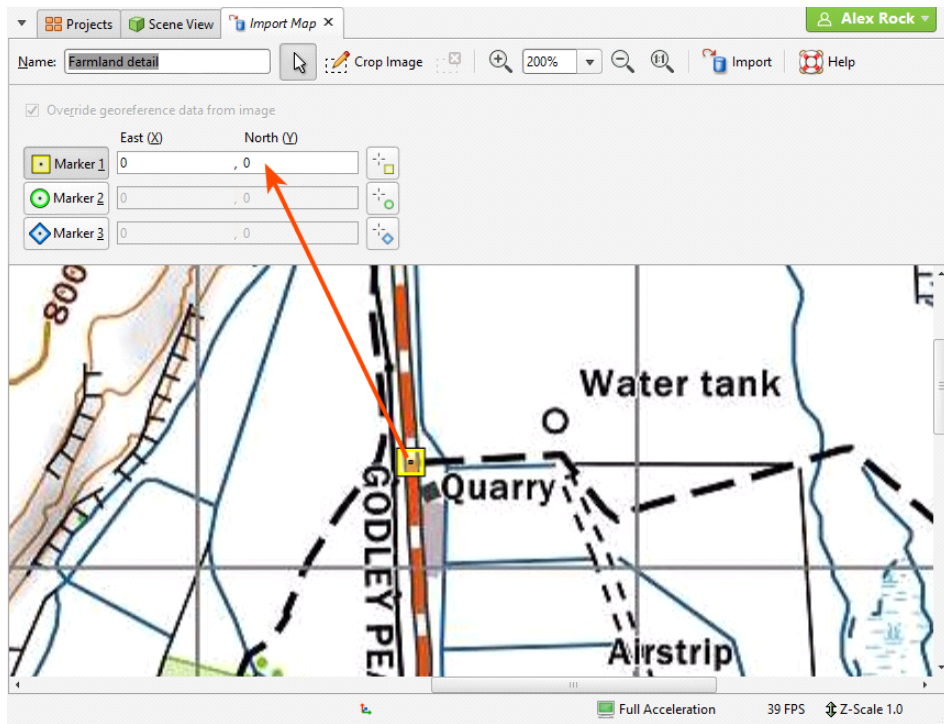 Projects Scene View Import Map Alex Rock
Name: Farmland detail Crop Image 200% 1:1 Import Help
Override georeference data from image
East (X) North (Y)
Marker 1 0 , 0
Marker 2 0 , 0
Marker 3 0 , 0
800
Water tank
Quarry
GODLEY PE
Airstrip
Full Acceleration 39 FPS Z-Scale 1.0